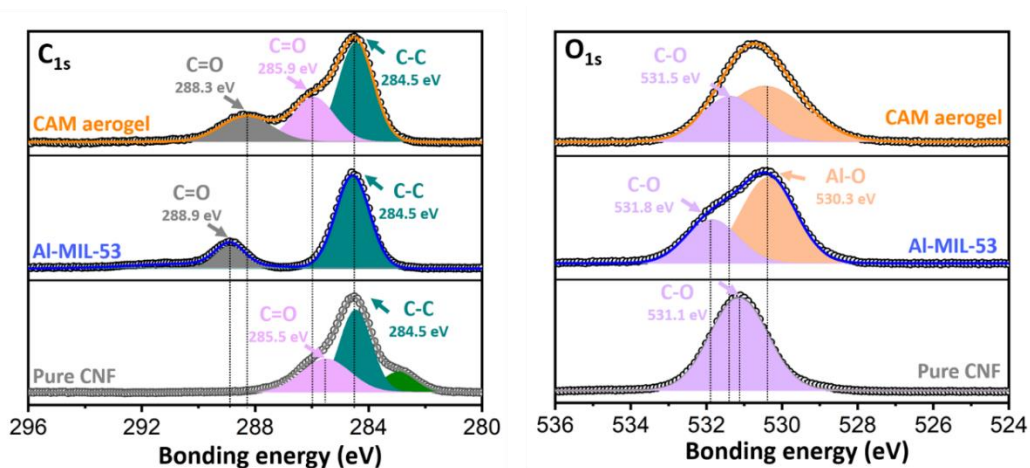 C1s
C=O
288.3 eV
C=O
285.9 eV
C-C
284.5 eV
CAM aerogel
C=O
288.9 eV
C-C
284.5 eV
Al-MIL-53
C=O
285.5 eV
C-C
284.5 eV
Pure CNF
296 292 288 284 280
Bonding energy (eV)
O1s
C-O
531.5 eV
CAM aerogel
C-O
531.8 eV
Al-O
530.3 eV
Al-MIL-53
C-O
531.1 eV
Pure CNF
536 534 532 530 528 526 524
Bonding energy (eV)